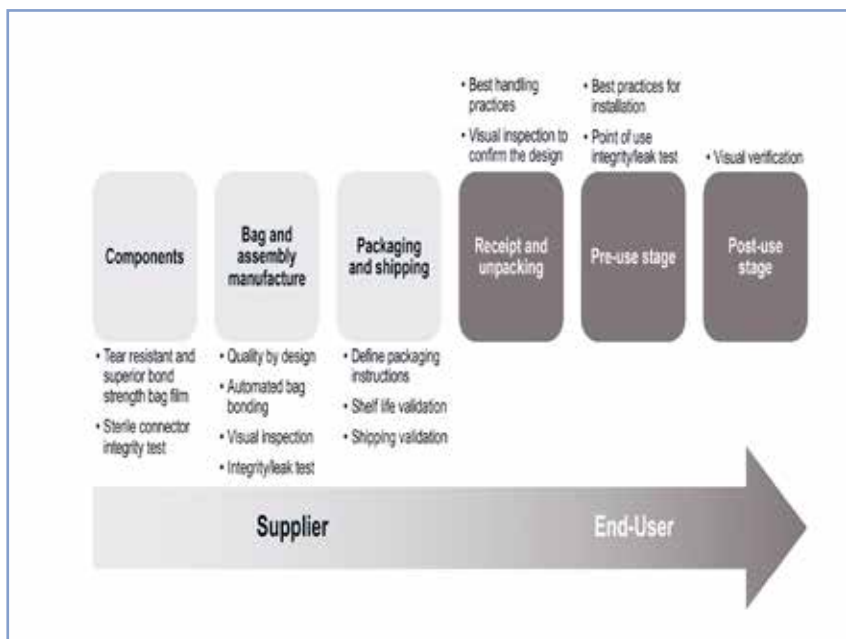 • Best handling
practices
• Visual inspection to
confirm the design
• Best practices for
installation
• Point of use
integrity/leak test
• Visual verification
Components
Bag and
assembly
manufacture
Packaging
and shipping
Receipt and
unpacking
Pre-use stage
Post-use
stage
• Tear resistant and
superior bond
strength bag film
• Sterile connector
integrity test
• Quality by design
• Automated bag
bonding
• Visual inspection
• Integrity/leak test
• Define packaging
instructions
• Shelf life validation
• Shipping validation
Supplier
End-User